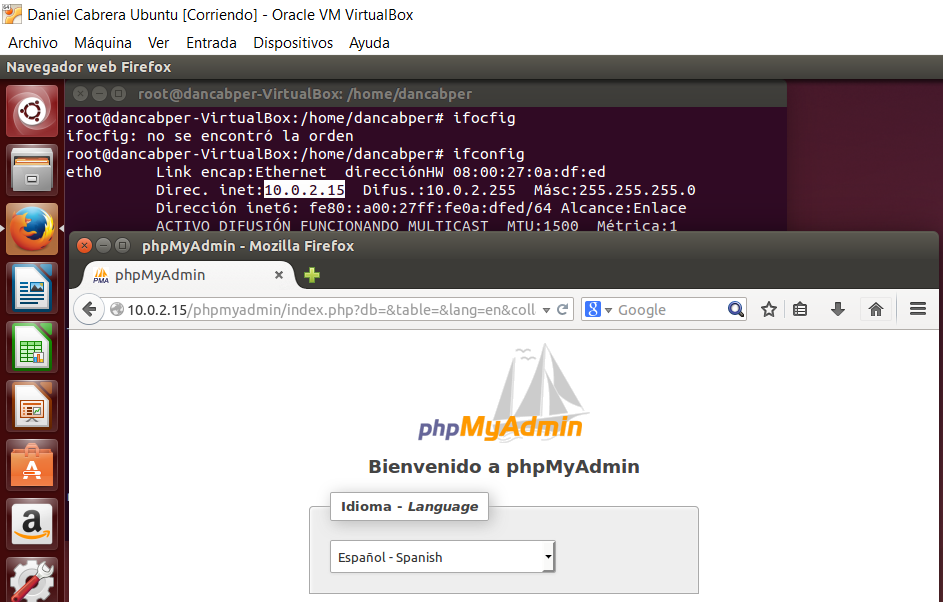 Daniel Cabrera Ubuntu [Corriendo] - Oracle VM VirtualBox
Archivo Máquina Ver Entrada Dispositivos Ayuda
Navegador web Firefox
root@dancabper-VirtualBox: /home/dancabper
root@dancabper-VirtualBox:/home/dancabper# ifocfig
ifocfig: no se encontró la orden
root@dancabper-VirtualBox:/home/dancabper# ifconfig
eth0 Link encap:Ethernet direcciónHW 08:00:27:0a:df:ed
Direc. inet:10.0.2.15 Difus.:10.0.2.255 Másc:255.255.255.0
Dirección inet6: fe80::a00:27ff:fe0a:dfed/64 Alcance:Enlace
ACTIVO DIFUSIÓN FUNCIONANDO MULTICAST MTU:1500 Métrica:1
phpMyAdmin - Mozilla Firefox
PMA phpMyAdmin
10.0.2.15/phpmyadmin/index.php?db=&table=&lang=en&coll
8 Google
phpMyAdmin
Bienvenido a phpMyAdmin
Idioma - Language
Español - Spanish